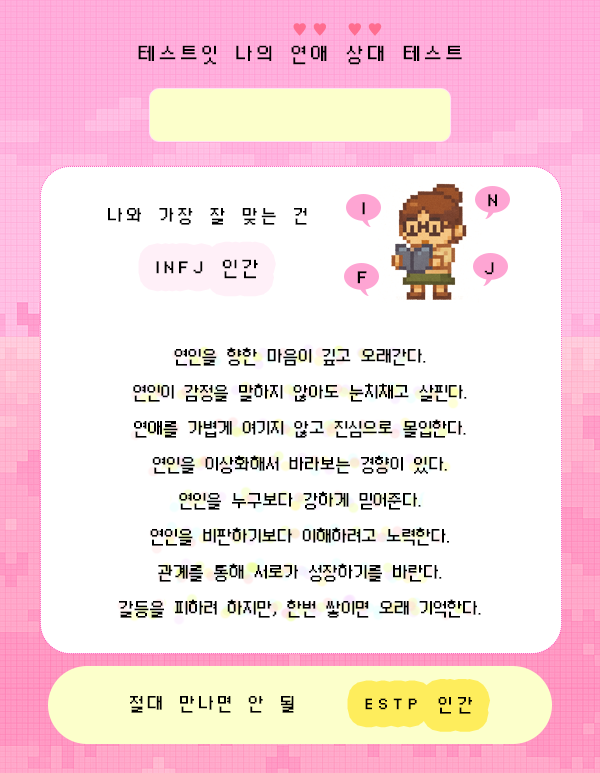 테스트잇 나의 연애 상대 테스트
나와 가장 잘 맞는 건
INFJ 인간
I
N
F
J
연인을 향한 마음이 깊고 오래간다.
연인이 감정을 말하지 않아도 눈치채고 살핀다.
연애를 가볍게 여기지 않고 진심으로 몰입한다.
연인을 이상화해서 바라보는 경향이 있다.
연인을 누구보다 강하게 믿어준다.
연인을 비판하기보다 이해하려고 노력한다.
관계를 통해 서로가 성장하기를 바란다.
갈등을 피하려 하지만, 한번 쌓이면 오래 기억한다.
절대 만나면 안 될
ESTP 인간